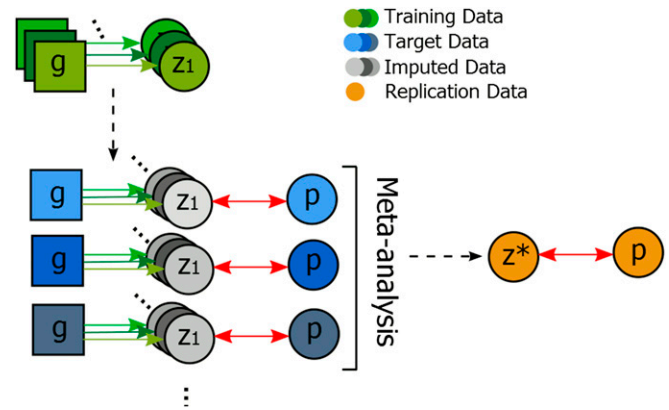 Training Data
Target Data
Imputed Data
Replication Data
g
z1
g
z1
p
g
z1
p
g
z1
p
Meta-analysis
z*
p